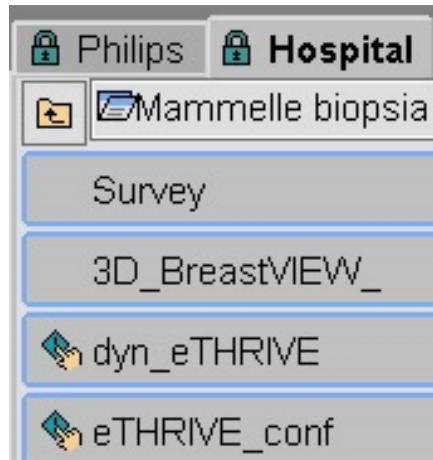 Philips Hospital
Mammelle biopsia
Survey
3D_BreastVIEW_
dyn_eTHRIVE
eTHRIVE_conf